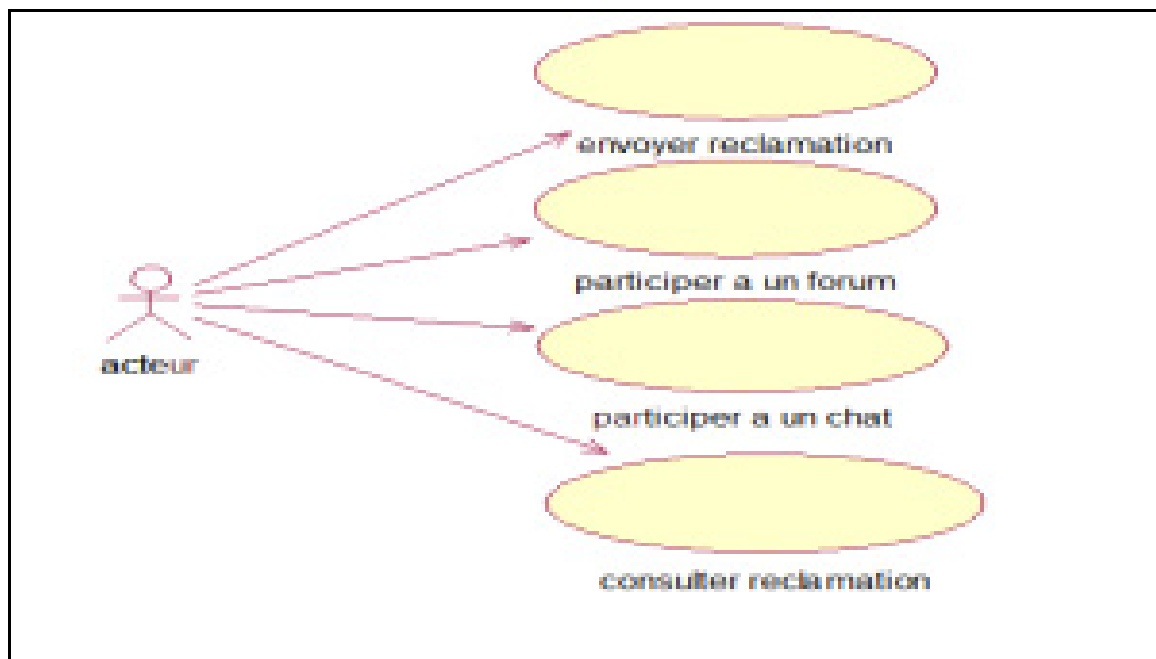 envoyer reclamation
participer a un forum
acteur
participer a un chat
consulter reclamation